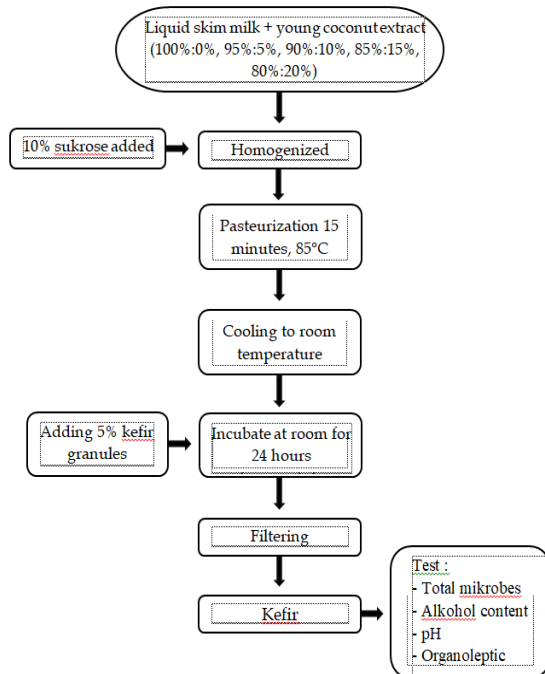 Liquid skim milk + young coconut extract
(100%:0%, 95%:5%, 90%:10%, 85%:15%,
80%:20%)
10% sukrose added
Homogenized
Pasteurization 15
minutes, 85°C
Cooling to room
temperature
Adding 5% kefir
granules
Incubate at room for
24 hours
Filtering
Kefir
Test :
- Total mikrobes
- Alkohol content
- pH
- Organoleptic